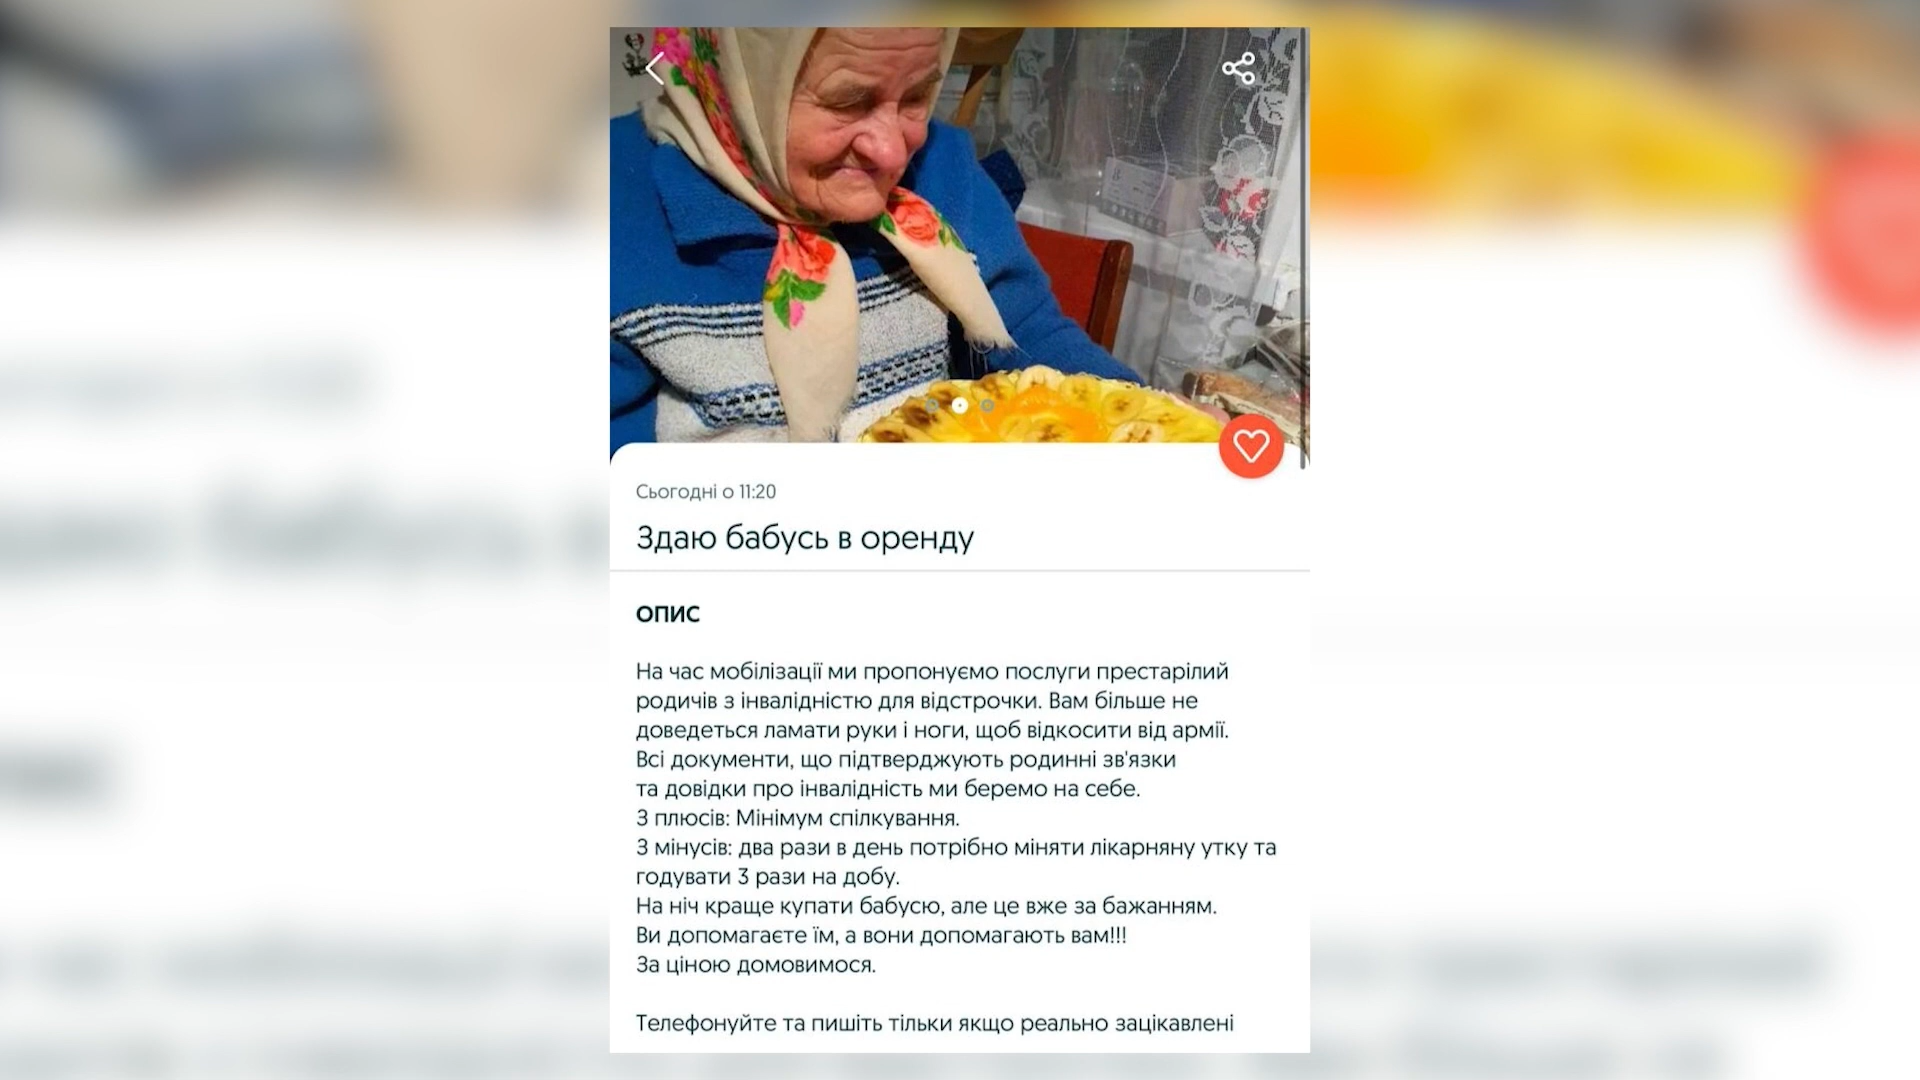 Сьогодні о 11:20
Здаю бабусь в оренду
ОПИС
На час мобілізації ми пропонуємо послуги престарілий
родичів з інвалідністю для відстрочки. Вам більше не
доведеться ламати руки і ноги, щоб відкосити від армії.
Всі документи, що підтверджують родинні зв'язки
та довідки про інвалідність ми беремо на себе.
З плюсів: Мінімум спілкування.
З мінусів: два рази в день потрібно міняти лікарняну утку та
годувати 3 рази на добу.
На ніч краще купати бабусю, але це вже за бажанням.
Ви допомагаєте їм, а вони допомагають вам!!!
За ціною домовимося.
Телефонуйте та пишіть тільки якщо реально зацікавлені